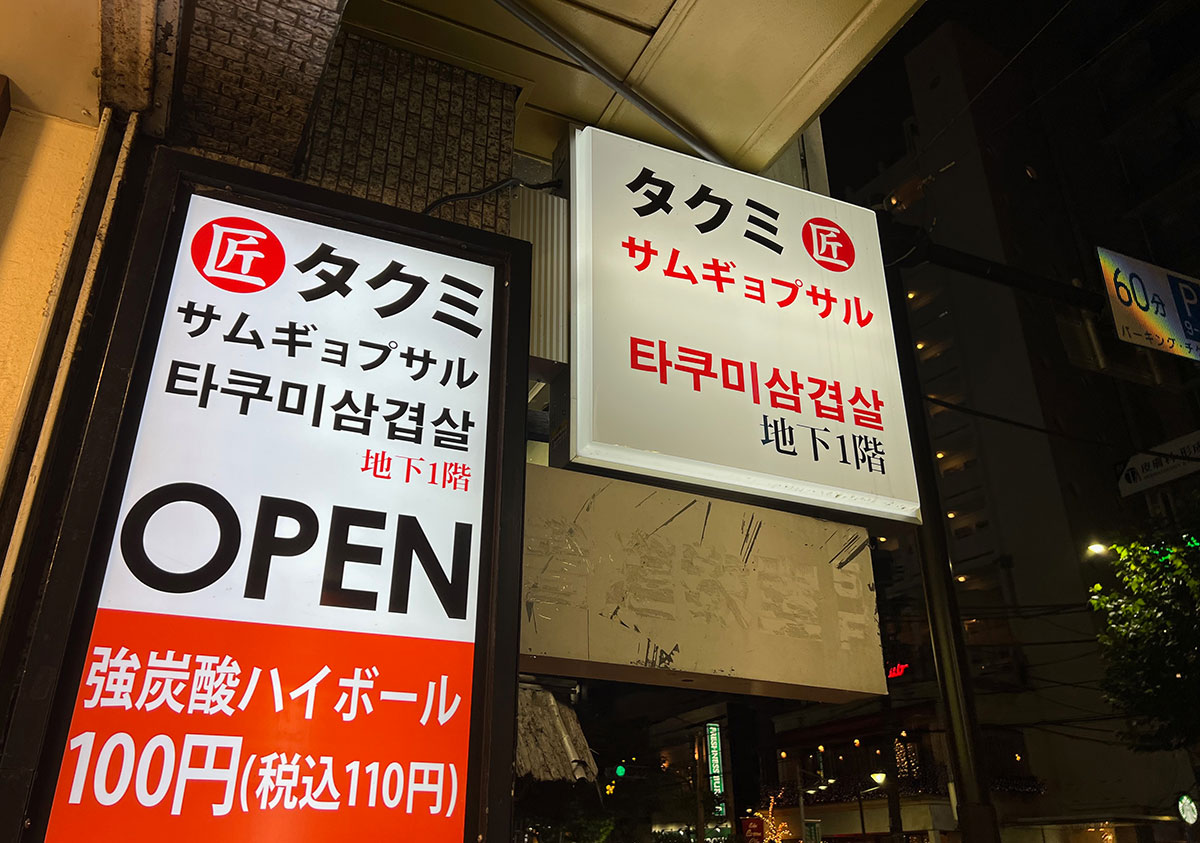 匠 タクミ
サムギョプサル
타쿠미삼겹살
地下1階
OPEN
強炭酸ハイボール
100円(税込110円)
タクミ 匠
サムギョプサル
타쿠미삼겹살
地下1階
60分
P
パーキング・チ